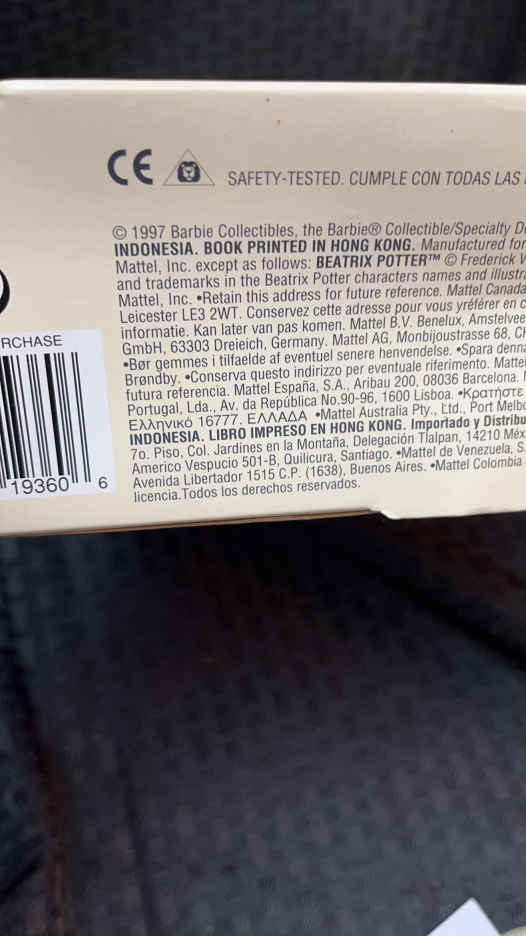 CE
SAFETY-TESTED. CUMPLE CON TODAS LAS
© 1997 Barbie Collectibles, the Barbie® Collectible/Specialty
INDONESIA. BOOK PRINTED IN HONG KONG. Manufactured for
Mattel, Inc. except as follows: BEATRIX POTTER™ © Frederick
and trademarks in the Beatrix Potter characters names and
Mattel, Inc. •Retain this address for future reference. Mattel Canada
Leicester LE3 2WT. Conservez cette adresse pour vous yréférer en
informatie. Kan later van pas komen. Mattel B.V. Benelux,
GmbH, 63303 Dreieich, Germany. Mattel AG, Monbijoustrasse 68,
•Bør gemmes i tilfaelde af eventuel senere henvendelse. •Spara
Brøndby. •Conserva questo indirizzo per eventuale riferimento.
futura referencia. Mattel España, S.A., Aribau 200, 08036 Barcelona.
Portugal, Lda., Av. da República No.90-96, 1600 Lisboa.
Ελληνικό 16777. ΕΛΛΑΔΑ •Mattel Australia Pty., Ltd., Port
INDONESIA. LIBRO IMPRESO EN HONG KONG. Importado y
7o. Piso, Col. Jardines en la Montaña, Delegación Tlalpan, 14210
Americo Vespucio 501-B, Quilicura, Santiago. •Mattel de Venezuela,
Avenida Libertador 1515 C.P. (1638), Buenos Aires. •Mattel Colombia
licencia.Todos los derechos reservados.
RCHASE
19360 6